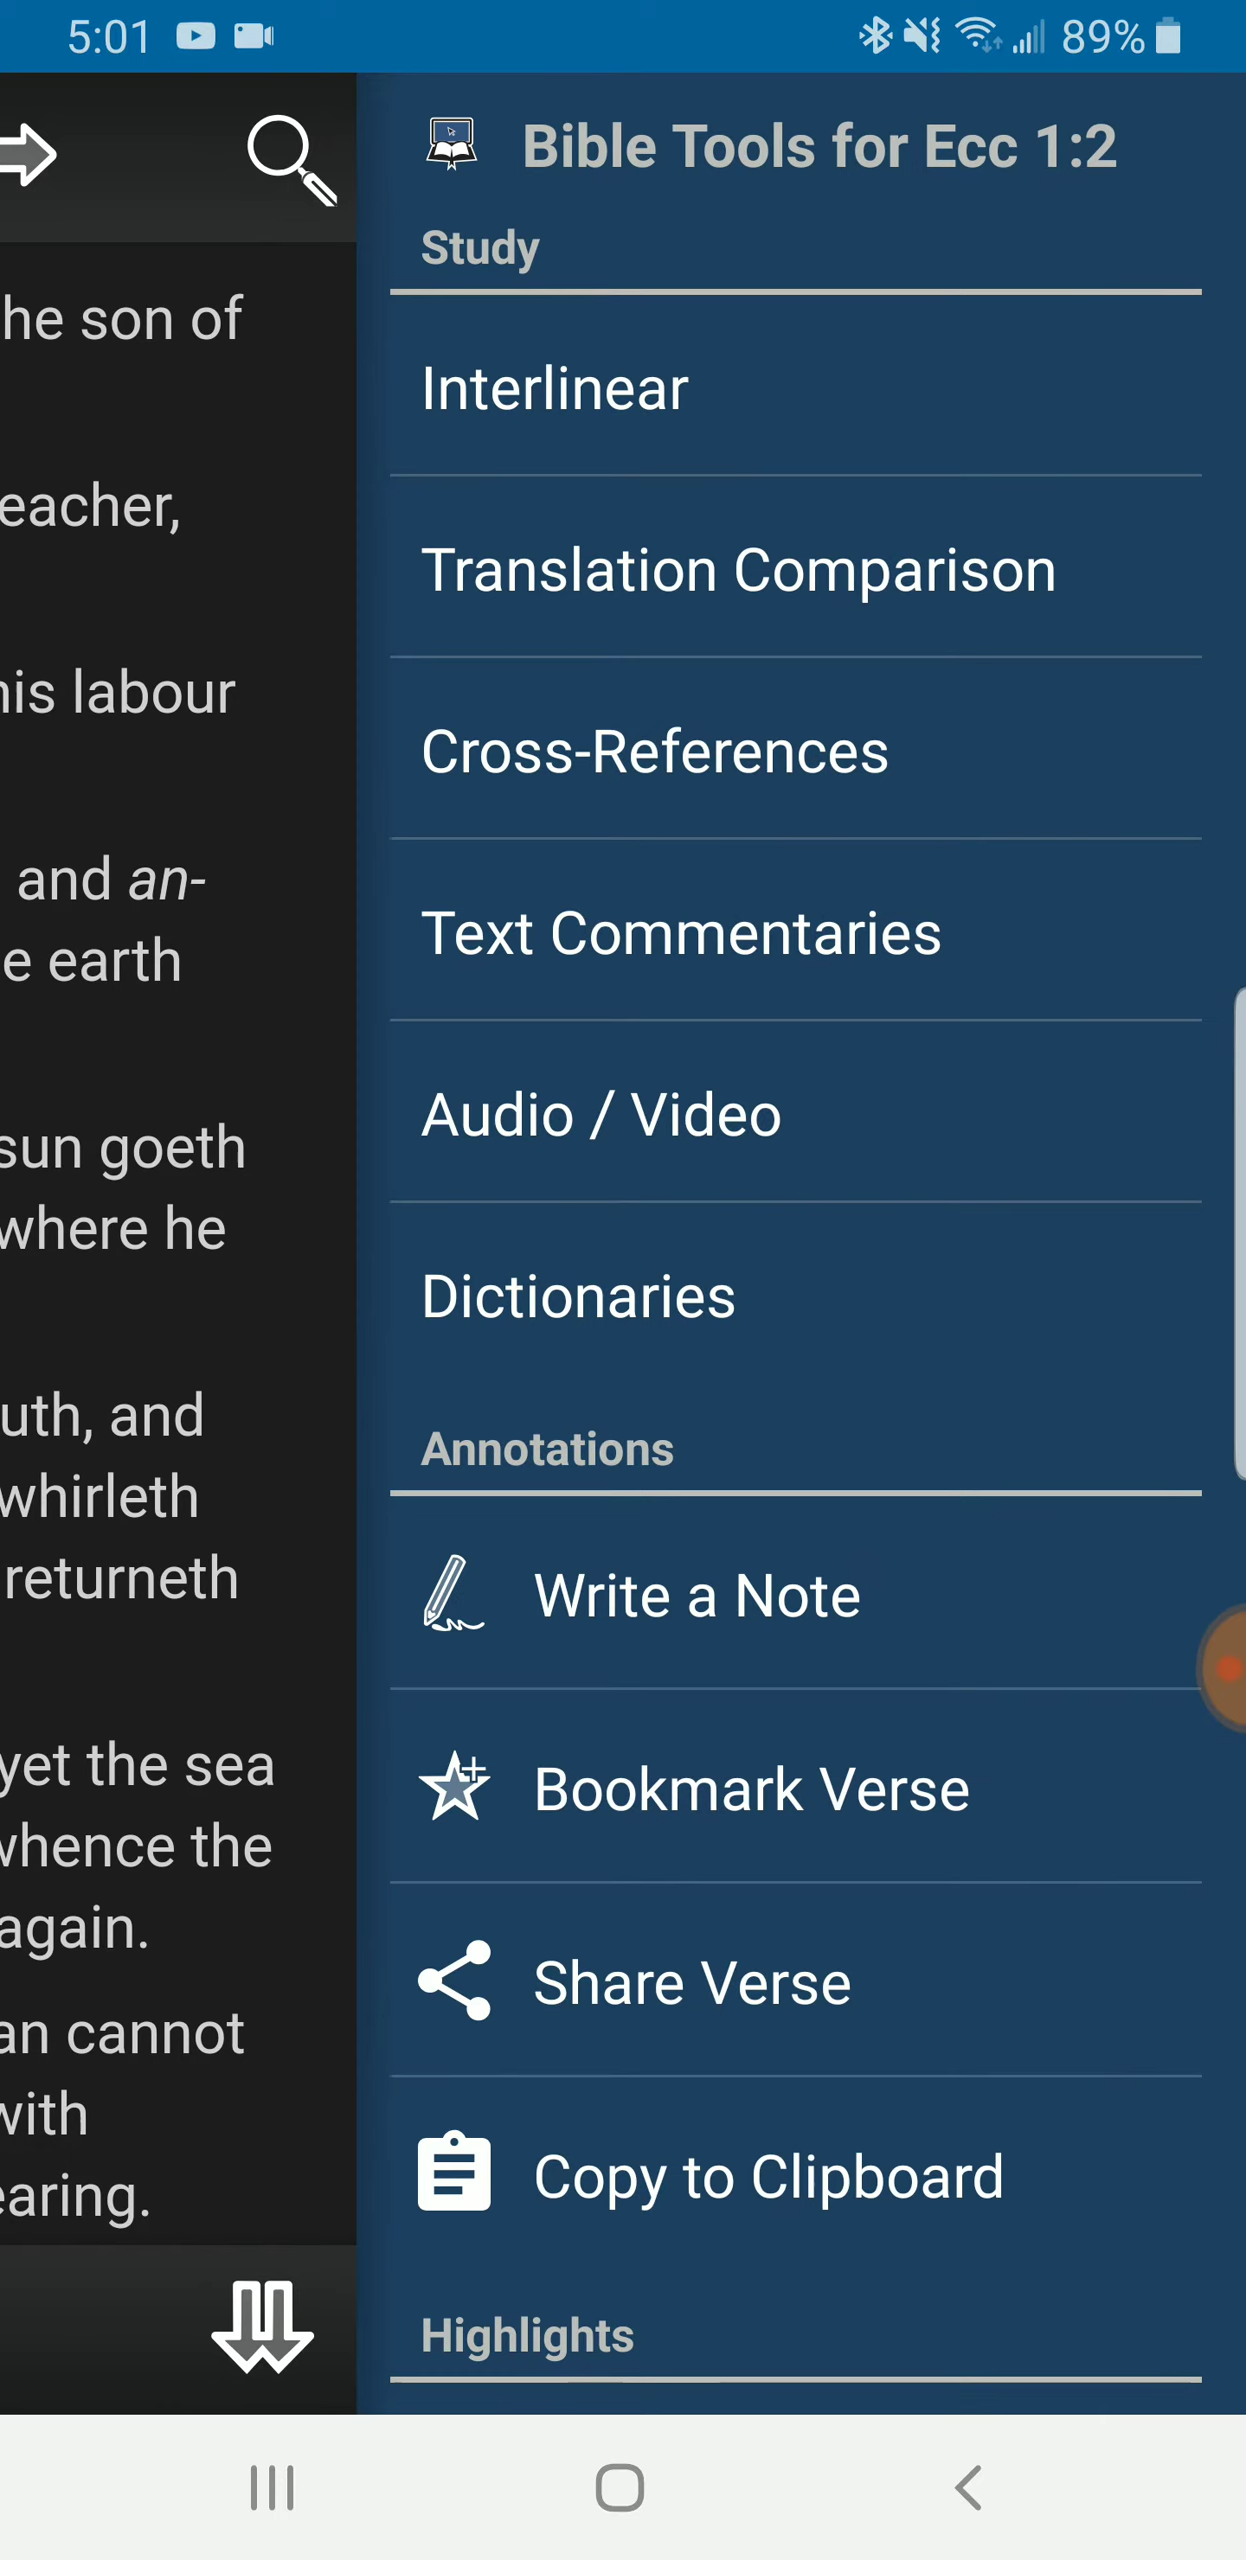 5:01
89%
Bible Tools for Ecc 1:2
Study
Interlinear
Translation Comparison
Cross-References
Text Commentaries
Audio / Video
Dictionaries
Annotations
Write a Note
Bookmark Verse
Share Verse
Copy to Clipboard
Highlights
he son of
eacher,
his labour
and an-
e earth
sun goeth
where he
uth, and
whirleth
returneth
yet the sea
whence the
again.
an cannot
with
earing.